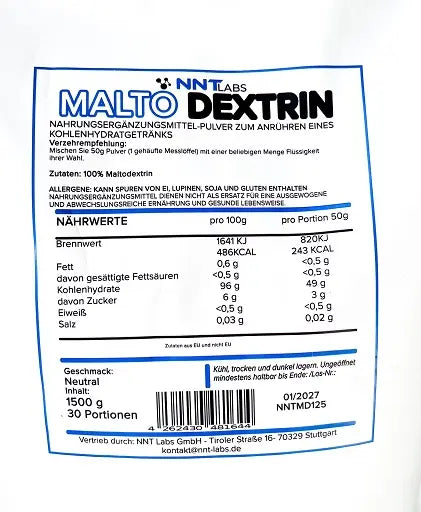 NNT LABS
MALTO DEXTRIN
NAHRUNGSERGÄNZUNGSMITTEL-PULVER ZUM ANRÜHREN EINES
KOHLENHYDRATGETRÄNKS
Verzehrempfehlung:
Mischen Sie 50g Pulver (1 gehäufte Messlöffel) mit einer beliebigen Menge Flüssigkeit
ihrer Wahl.
Zutaten: 100% Maltodextrin
ALLERGENE: KANN SPUREN VON EI, LUPINEN, SOJA UND GLUTEN ENTHALTEN
NAHRUNGSERGÄNZUNGSMITTEL DIENEN NICHT ALS ERSATZ FÜR EINE AUSGEWOGENE
UND ABWECHSLUNGSREICHE ERNÄHRUNG UND GESUNDE LEBENSWEISE.
NÄHRWERTE pro 100g pro Portion 50g
Brennwert 1641 KJ 820KJ
486KCAL 243 KCAL
Fett 0,6 g <0,5 g
davon gesättigte Fettsäuren <0,5 g <0,5 g
Kohlenhydrate 96 g 49 g
davon Zucker 6 g 3 g
Eiweiß <0,5 g <0,5 g
Salz 0,03 g 0,02 g
Zutaten aus EU und nicht EU
Geschmack:
Neutral
Inhalt:
1500 g
30 Portionen
Kühl, trocken und dunkel lagern. Ungeöffnet
mindestens haltbar bis Ende: /Los-Nr.:
01/2027
NNTMD125
4 262430 481644
Vertrieb durch: NNT Labs GmbH - Tiroler Straße 16- 70329 Stuttgart
kontakt@nnt-labs.de